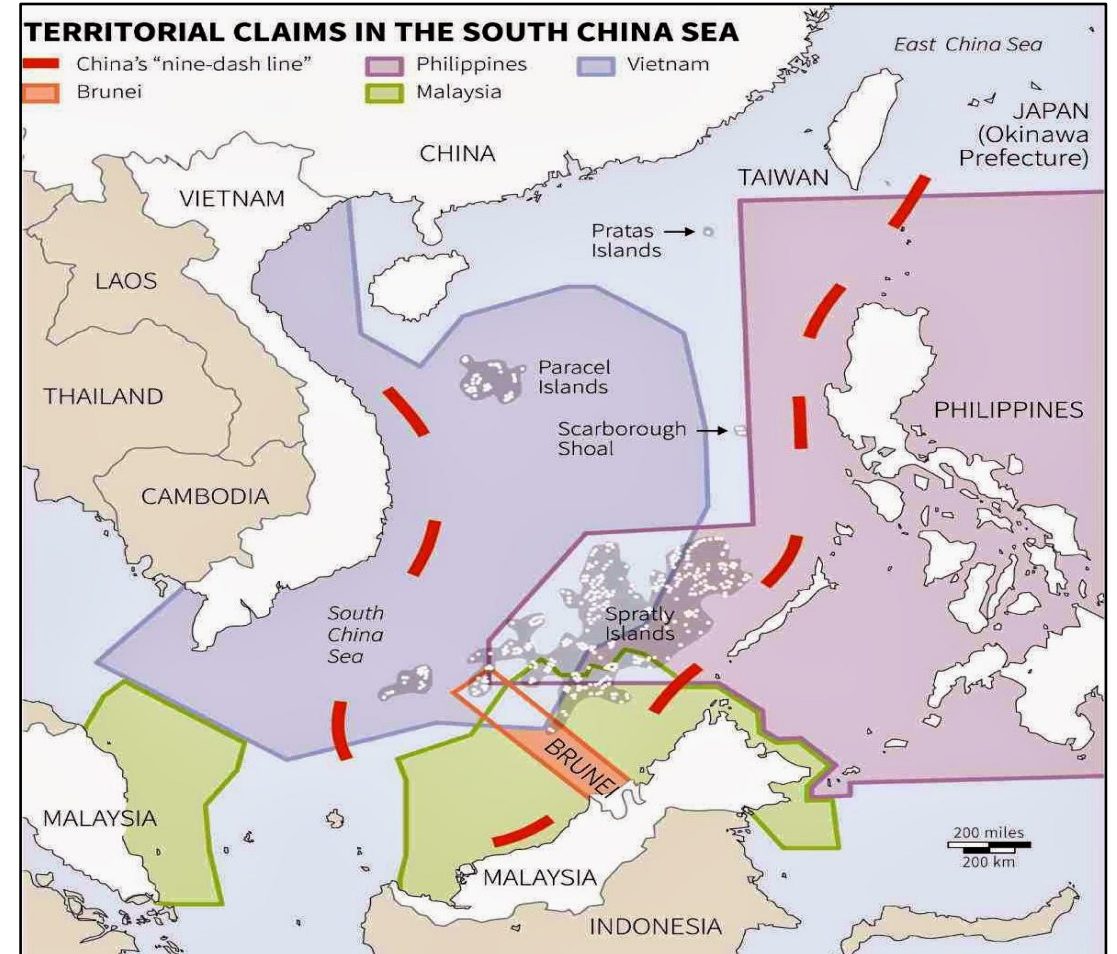 TERRITORIAL CLAIMS IN THE SOUTH CHINA SEA
China's “nine-dash line”
Philippines
Vietnam
Brunei
Malaysia
East China Sea
JAPAN
(Okinawa
Prefecture)
CHINA
TAIWAN
VIETNAM
Pratas
Islands
LAOS
Paracel
Islands
THAILAND
PHILIPPINES
Scarborough
Shoal
CAMBODIA
South
China
Sea
Spratly
Islands
BRUNEI
MALAYSIA
200 miles
200 km
MALAYSIA
INDONESIA